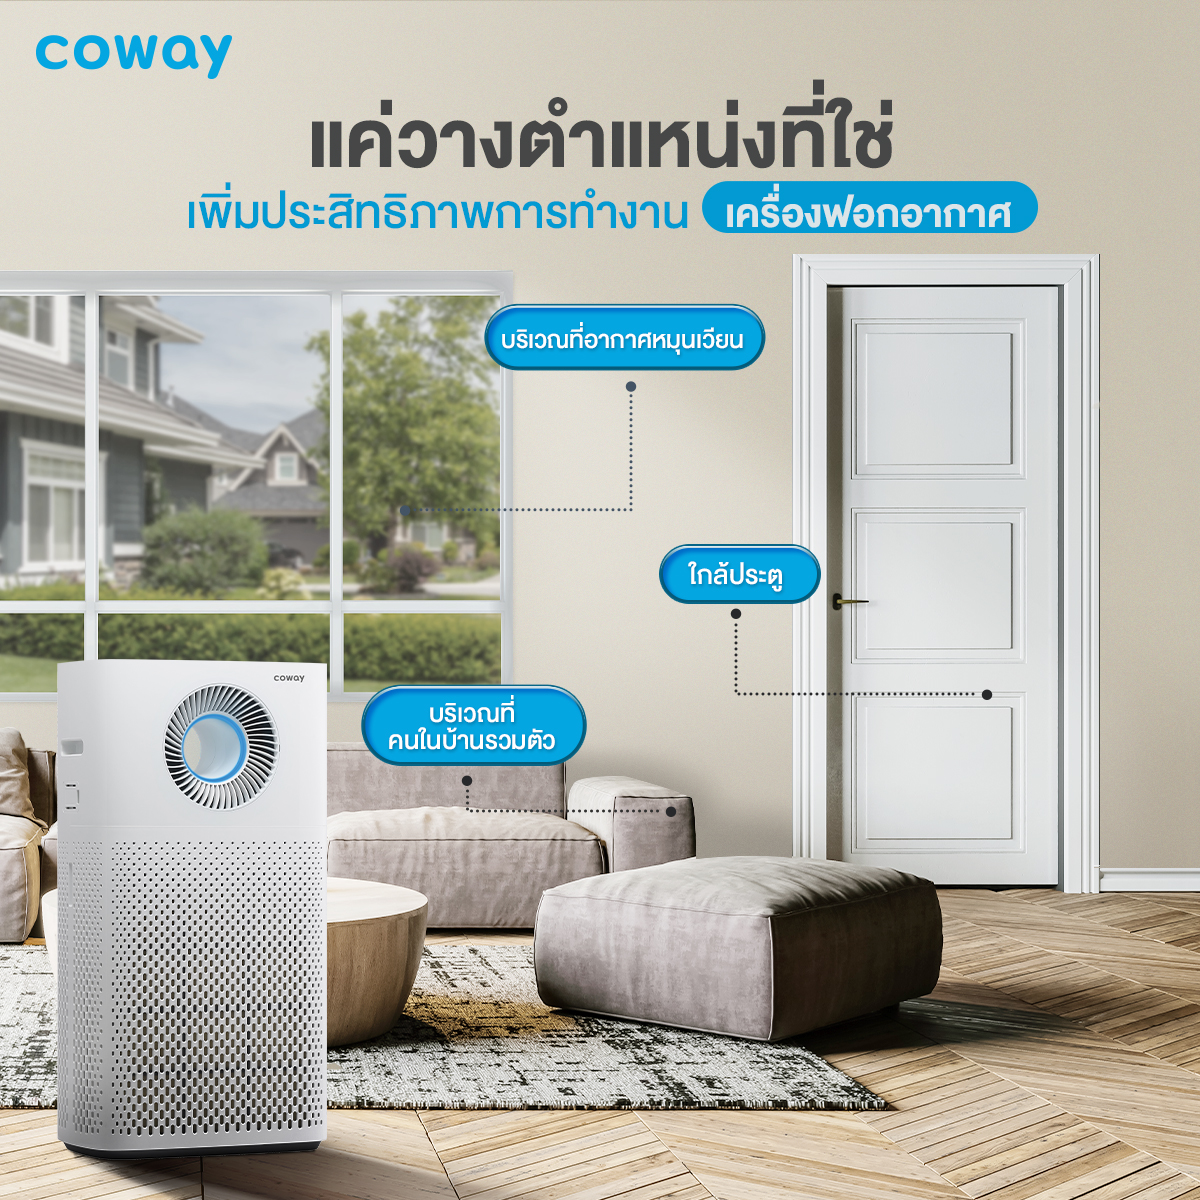 coway
แค่วางตำแหน่งที่ใช่
เพิ่มประสิทธิภาพการทำงาน เครื่องฟอกอากาศ
บริเวณที่อากาศหมุนเวียน
ใกล้ประตู
coway
บริเวณที่
คนในบ้านรวมตัว